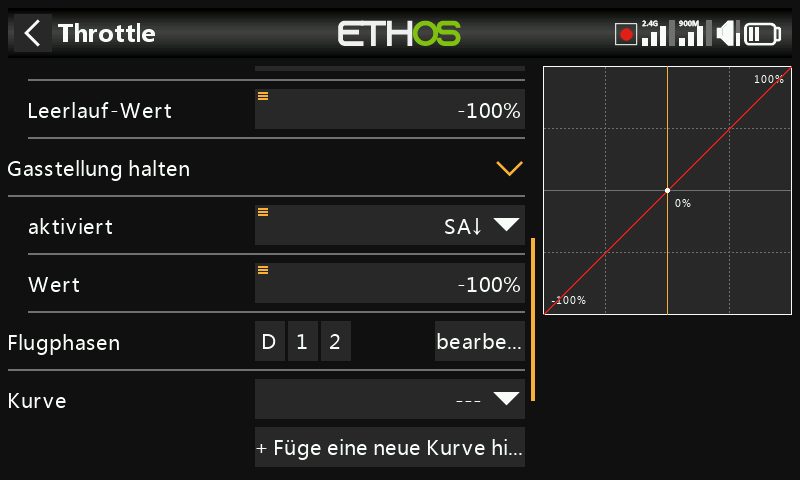 Throttle
ETHOS
2.4G
900M
Leerlauf-Wert
-100%
Gasstellung halten
aktiviert
SA↓
Wert
-100%
Flugphasen
D 1 2
bearbe...
Kurve
---
+ Füge eine neue Kurve hi...
100%
0%
-100%